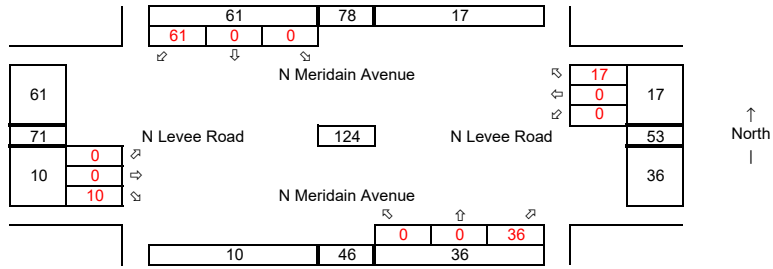 61 78 17
61 0 0
⬃ ⇩ ⬂
N Meridain Avenue
⬁ 17
61 ⇦ 0 17
⬃ 0
71 N Levee Road 124 N Levee Road 53
↑
North
|
0 ⬀
10 0 ⇨ 36
10 ⬂ N Meridain Avenue
⬁ ⇧ ⬀
0 0 36
10 46 36